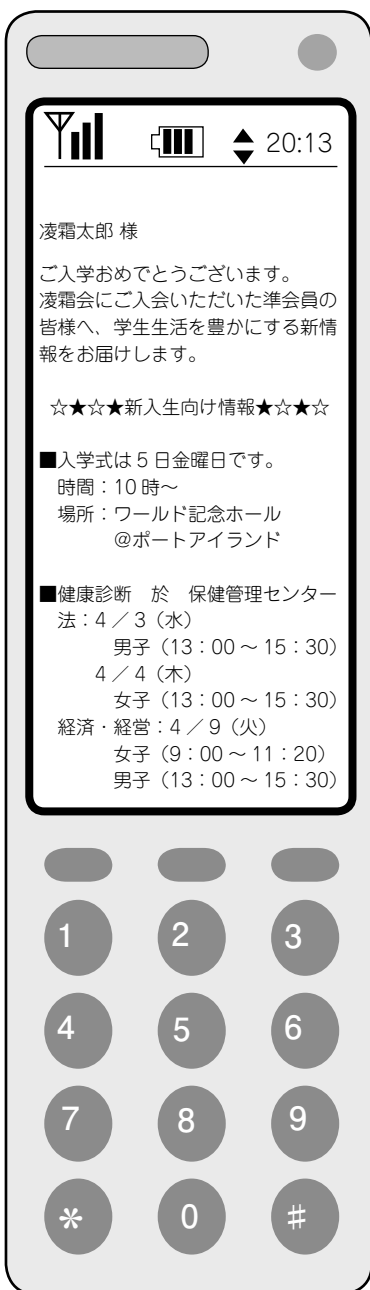 20:13
凌霜太郎 様
ご入学おめでとうございます。
凌霜会にご入会いただいた準会員の
皆様へ、学生生活を豊かにする新情
報をお届けします。
☆★☆★新入生向け情報★☆★☆
■入学式は5日金曜日です。
時間：10時～
場所：ワールド記念ホール
＠ポートアイランド
■健康診断　於　保健管理センター
法：4／3（水）
男子（13：00～15：30）
4／4（木）
女子（13：00～15：30）
経済・経営：4／9（火）
女子（9：00～11：20）
男子（13：00～15：30）
1 2 3
4 5 6
7 8 9
＊ 0 ♯